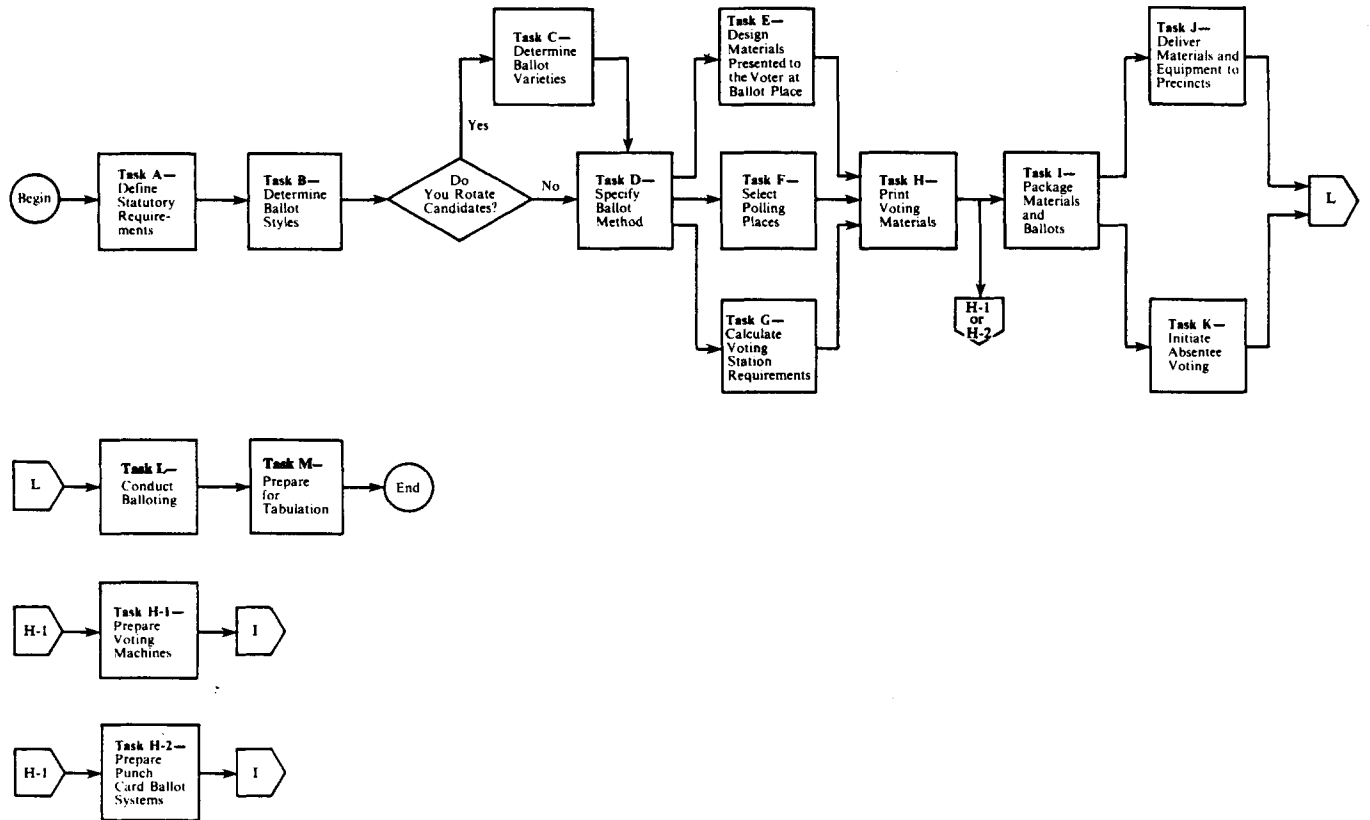 Begin
Task A—
Define
Statutory
Require-
ments
Task B—
Determine
Ballot
Styles
Do
You Rotate
Candidates?
Yes
No
Task C—
Determine
Ballot
Varieties
Task D—
Specify
Ballot
Method
Task E—
Design
Materials
Presented to
the Voter at
Ballot Place
Task F—
Select
Polling
Places
Task G—
Calculate
Voting
Station
Requirements
Task H—
Print
Voting
Materials
H-1
or
H-2
Task I—
Package
Materials
and
Ballots
Task J—
Deliver
Materials and
Equipment to
Precincts
Task K—
Initiate
Absentee
Voting
L
L
Task L—
Conduct
Balloting
Task M—
Prepare
for
Tabulation
End
H-1
Task H-1—
Prepare
Voting
Machines
I
H-1
Task H-2—
Prepare
Punch
Card Ballot
Systems
I